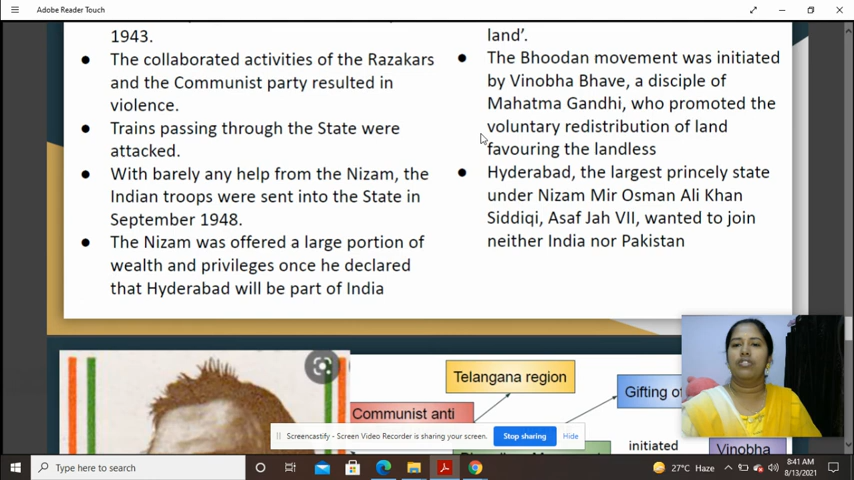 Adobe Reader Touch
1943.
The collaborated activities of the Razakars
and the Communist party resulted in
violence.
Trains passing through the State were
attacked.
With barely any help from the Nizam, the
Indian troops were sent into the State in
September 1948.
The Nizam was offered a large portion of
wealth and privileges once he declared
that Hyderabad will be part of India
land'.
The Bhoodan movement was initiated
by Vinobha Bhave, a disciple of
Mahatma Gandhi, who promoted the
voluntary redistribution of land
favouring the landless
Hyderabad, the largest princely state
under Nizam Mir Osman Ali Khan
Siddiqi, Asaf Jah VII, wanted to join
neither India nor Pakistan
Telangana region
Gifting
Communist anti
initiated
Vinobha
Screencastify - Screen Video Recorder is sharing your screen.
Stop sharing
Hide
Type here to search
27°C Haze
8:41 AM
8/13/2021